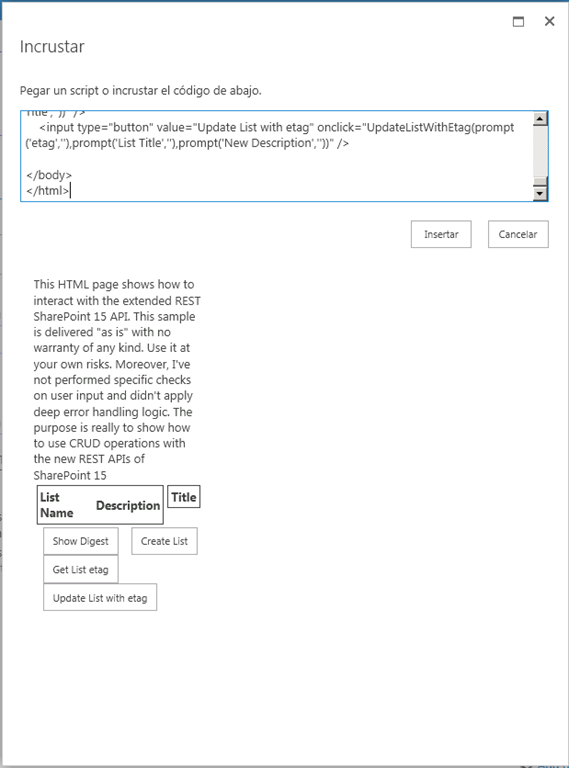 Incrustar
Pegar un script o incrustar el código de abajo.
Title',''))" />
<input type="button" value="Update List with etag" onclick="UpdateListWithEtag(prompt
('etag',''),prompt('List Title',''),prompt('New Description',''))" />
</body>
</html>
Insertar Cancelar
This HTML page shows how to
interact with the extended REST
SharePoint 15 API. This sample
is delivered "as is" with no
warranty of any kind. Use it at
your own risks. Moreover, I've
not performed specific checks
on user input and didn't apply
deep error handling logic. The
purpose is really to show how
to use CRUD operations with
the new REST APIs of
SharePoint 15
List Name Description Title
Show Digest Create List
Get List etag
Update List with etag